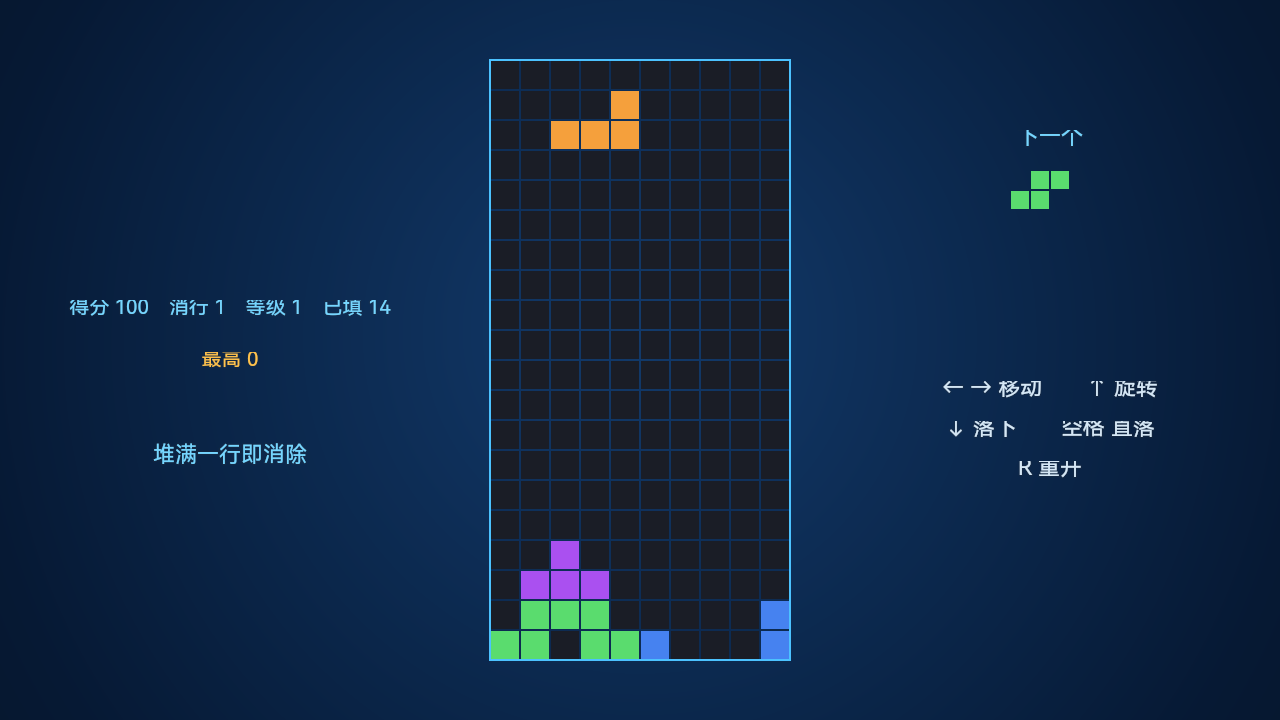 下一个
得分 100 消行 1 等级 1 已填 14
最高 0
← → 移动 ↑ 旋转
↓ 落下 空格 直落
堆满一行即消除
R 重开